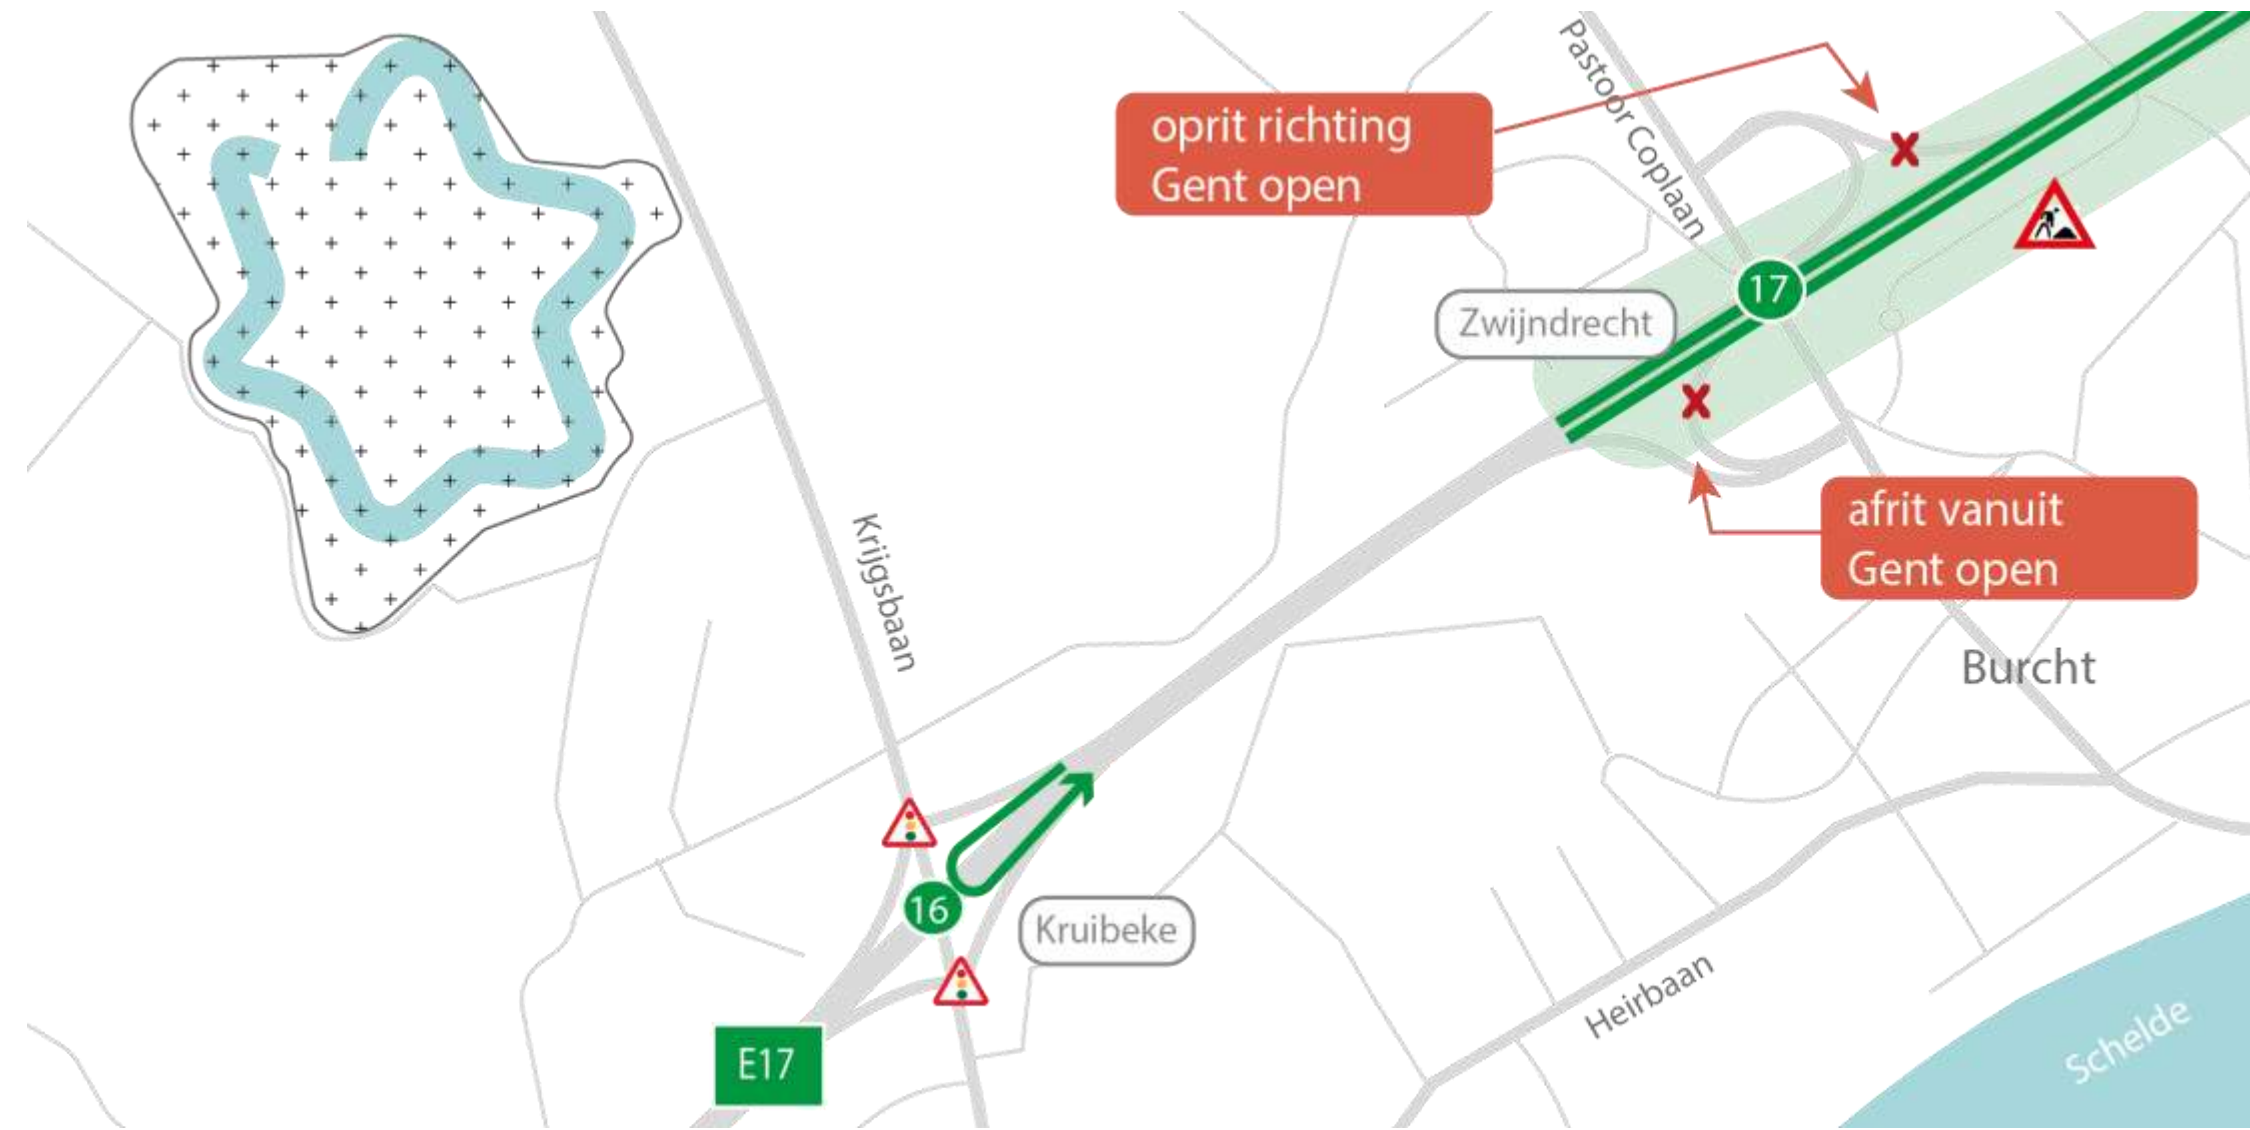 Pastoor Coplaan
oprit richting
Gent open
17
Zwijndrecht
afrit vanuit
Gent open
Krijgsbaan
Burcht
16
Kruibeke
Heirbaan
Schelde
E17